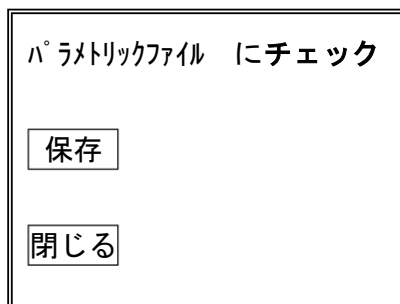 ﾊﾟﾗﾒﾄﾘｯｸﾌｧｲﾙ　にチェック
保存
閉じる